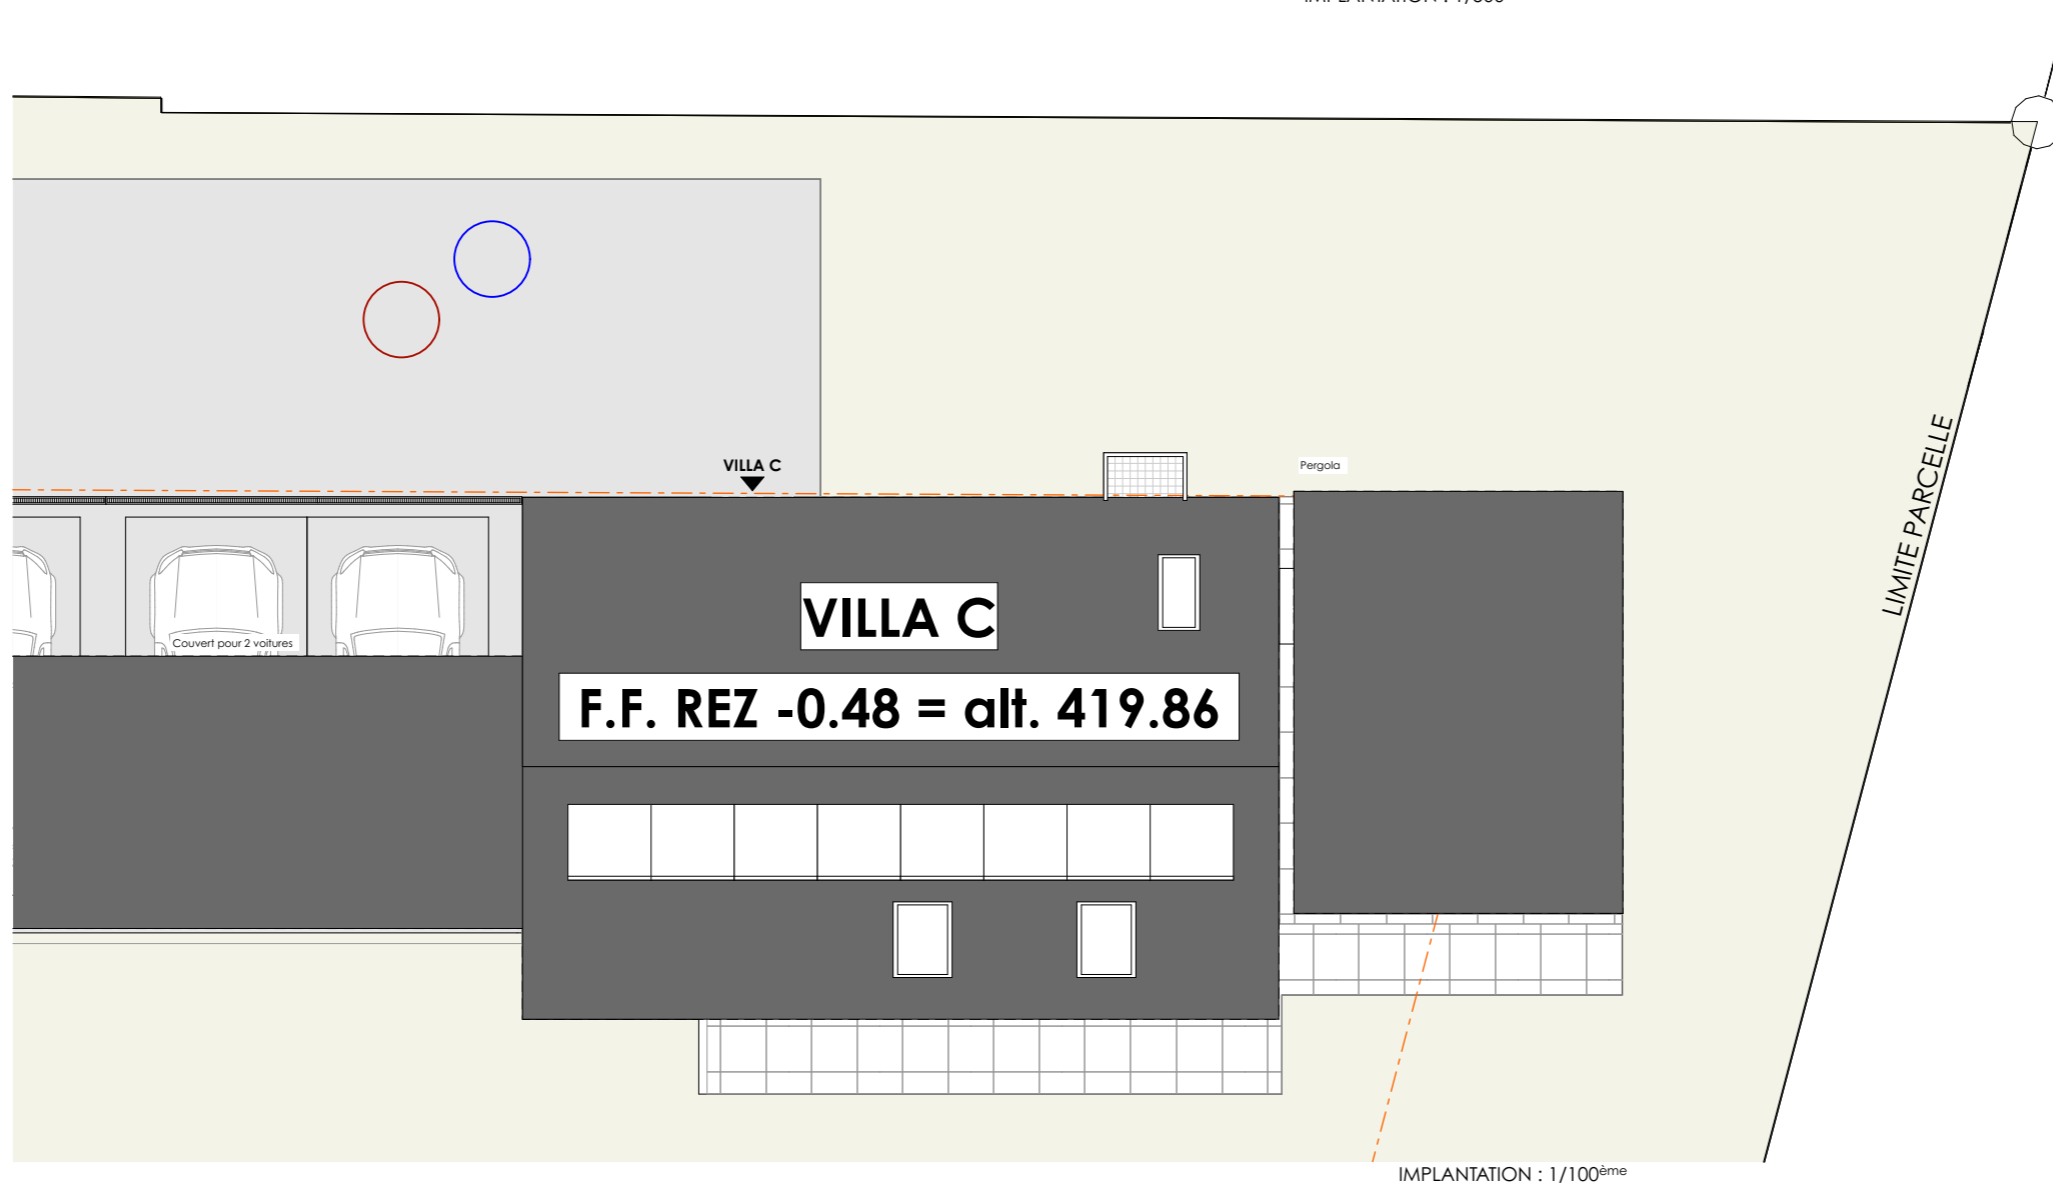 VILLA C
Pergola
LIMITE PARCELLE
Couvert pour 2 voitures
VILLA C
F.F. REZ -0.48 = alt. 419.86
IMPLANTATION : 1/100ème